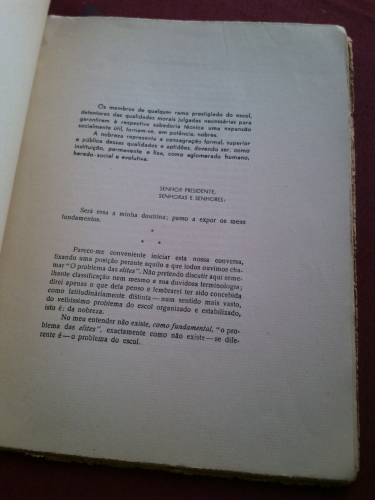 Os membros de qualquer ramo prestigiado do escol,
detentores das qualidades morais julgadas necessárias para
garantirem à respectiva sabedoria técnica uma expansão
socialmente útil, tornam-se, em potência, nobres.
A nobreza representa a consagração formal, superior
e pública dessas qualidades e aptidões, devendo ser, como
instituição, permanente e fixa, como aglomerado humano,
heredo-social e evolutiva.
SENHOR PRESIDENTE,
SENHORAS E SENHORES:
Será essa a minha doutrina; passo a expor os meus
fundamentos.
*
* *
Parece-me conveniente iniciar esta nossa conversa,
fixando uma posição perante aquilo a que todos ouvimos cha-
mar "O problema das elites". Não pretendo discutir aqui seme-
lhante classificação nem mesmo a sua duvidosa terminologia;
direi apenas o que dela penso e lembrarei ter sido concebida
como latitudinàriamente distinta — num sentido mais vasto,
do velhíssimo problema do escol organizado e estabilizado,
isto é: da nobreza.
No meu entender não existe, como fundamental, "o pro-
blema das elites", exactamente como não existe — se dife-
rente é — o problema do escol.